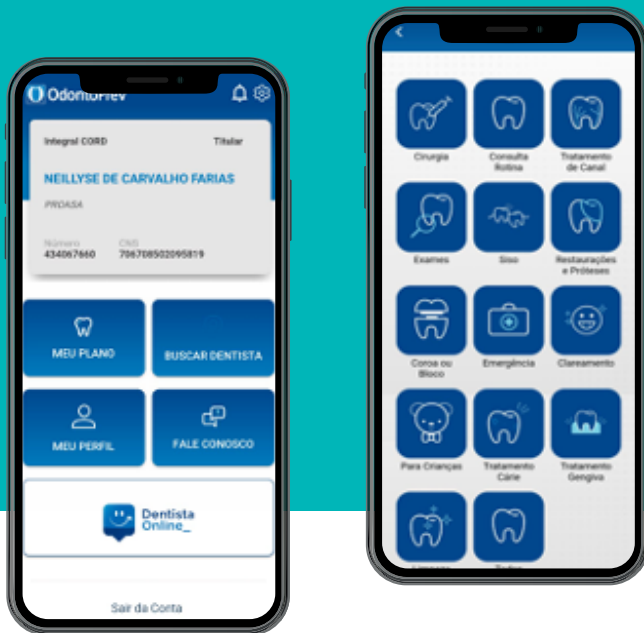 OdontoPrev
Integral CORD Titular
NEILLYSE DE CARVALHO FARIAS
PROASA
Número CNS
434067660 706708502095819
MEU PLANO
BUSCAR DENTISTA
MEU PERFIL
FALE CONOSCO
Dentista
Online_
Sair da Conta
Cirurgia
Consulta
Rotina
Tratamento
de Canal
Exames
Siso
Restaurações
e Próteses
Coroa ou
Bloco
Emergência
Clareamento
Para Crianças
Tratamento
Cárie
Tratamento
Gengiva